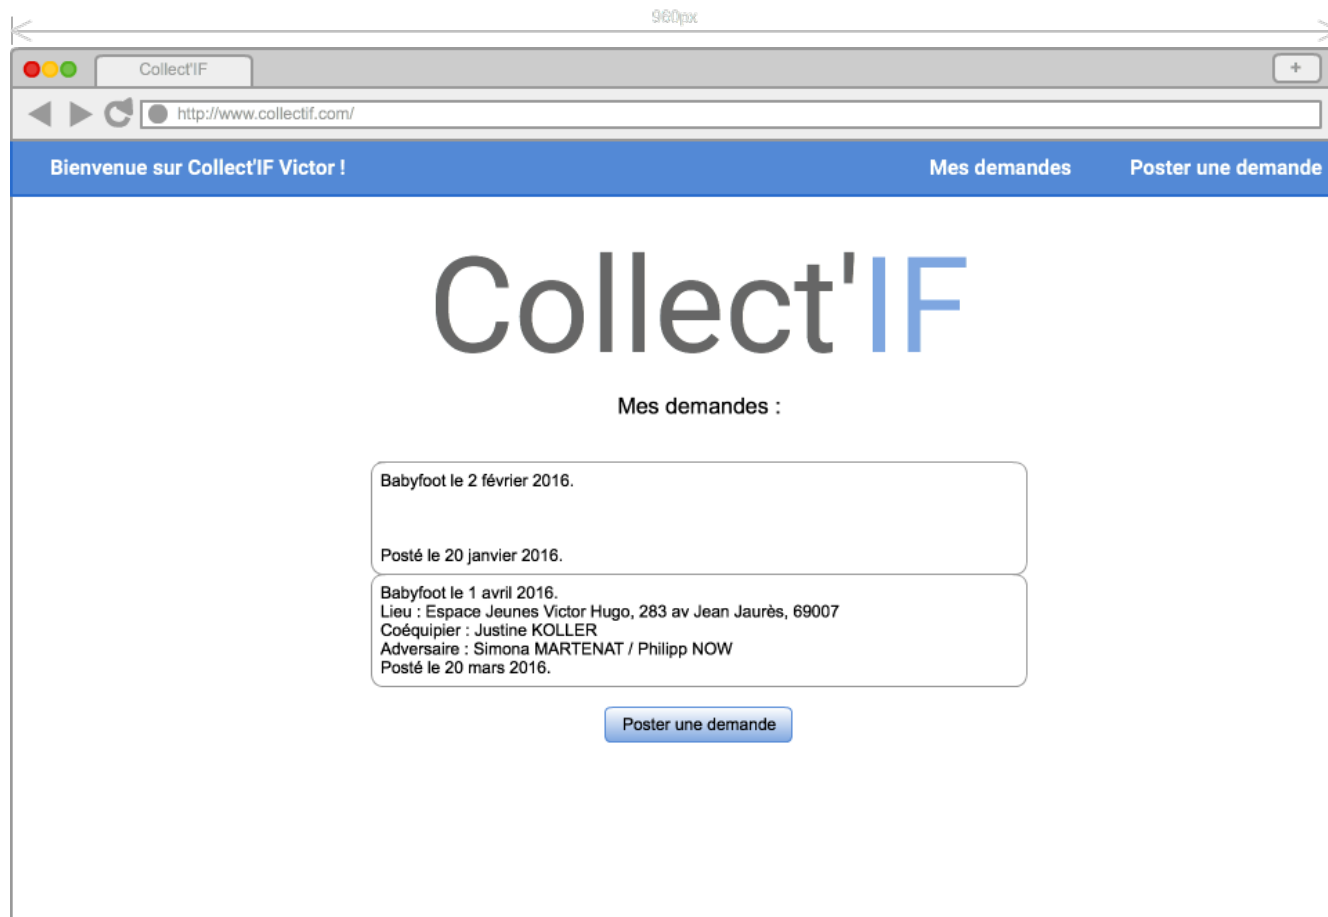 960px
Collect'IF
+
http://www.collectif.com/
Bienvenue sur Collect'IF Victor ! Mes demandes Poster une demande
Collect'IF
Mes demandes :
Babyfoot le 2 février 2016.
Posté le 20 janvier 2016.
Babyfoot le 1 avril 2016.
Lieu : Espace Jeunes Victor Hugo, 283 av Jean Jaurès, 69007
Coéquipier : Justine KOLLER
Adversaire : Simona MARTENAT / Philipp NOW
Posté le 20 mars 2016.
Poster une demande